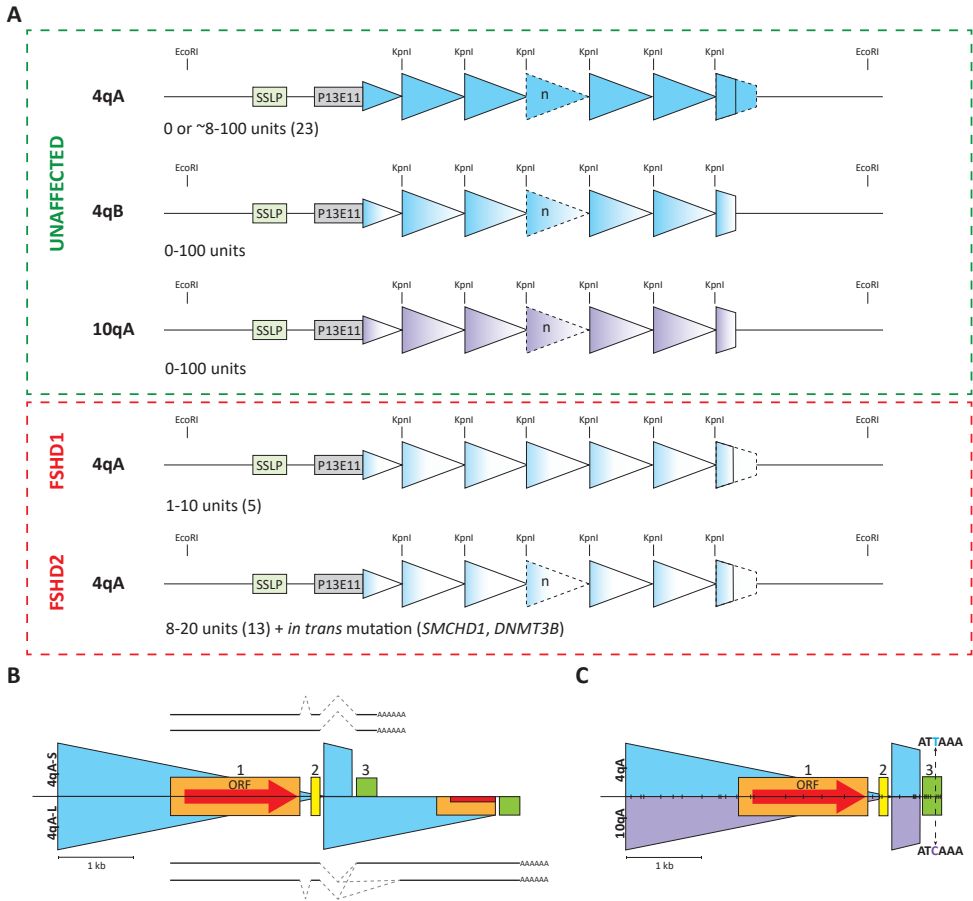 A
UNAFFECTED
EcoRI KpnI KpnI KpnI KpnI KpnI KpnI EcoRI
4qA SSLP P13E11 n
0 or ~8-100 units (23)
EcoRI KpnI KpnI KpnI KpnI KpnI KpnI EcoRI
4qB SSLP P13E11 n
0-100 units
EcoRI KpnI KpnI KpnI KpnI KpnI KpnI EcoRI
10qA SSLP P13E11 n
0-100 units
FSHD1
EcoRI KpnI KpnI KpnI KpnI KpnI KpnI EcoRI
4qA SSLP P13E11
1-10 units (5)
FSHD2
EcoRI KpnI KpnI KpnI KpnI KpnI KpnI EcoRI
4qA SSLP P13E11 n
8-20 units (13) + in trans mutation (SMCHD1, DNMT3B)
B
AAAAAA
AAAAAA
4qA-S
1 2 3
ORF
4qA-L
1 kb
AAAAAA
AAAAAA
C
ATTAAA
4qA
1 2 3
ORF
10qA
ATCAAA
1 kb